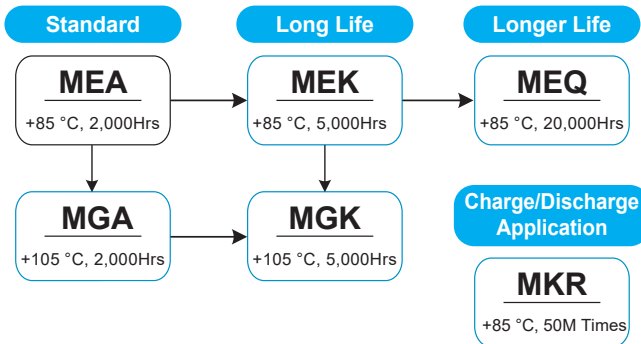 Standard
Long Life
Longer Life
MEA
+85 °C, 2,000Hrs
MEK
+85 °C, 5,000Hrs
MEQ
+85 °C, 20,000Hrs
MGA
+105 °C, 2,000Hrs
MGK
+105 °C, 5,000Hrs
Charge/Discharge
Application
MKR
+85 °C, 50M Times